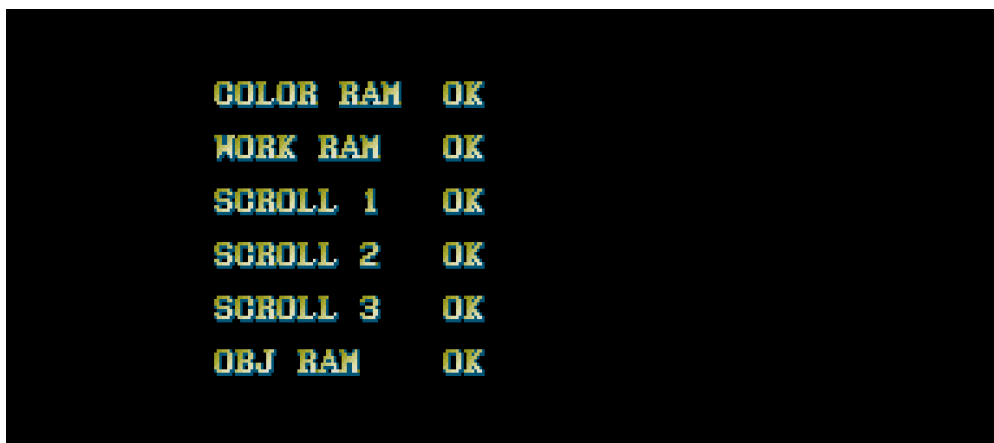 COLOR RAM OK
WORK RAM OK
SCROLL 1 OK
SCROLL 2 OK
SCROLL 3 OK
OBJ RAM OK